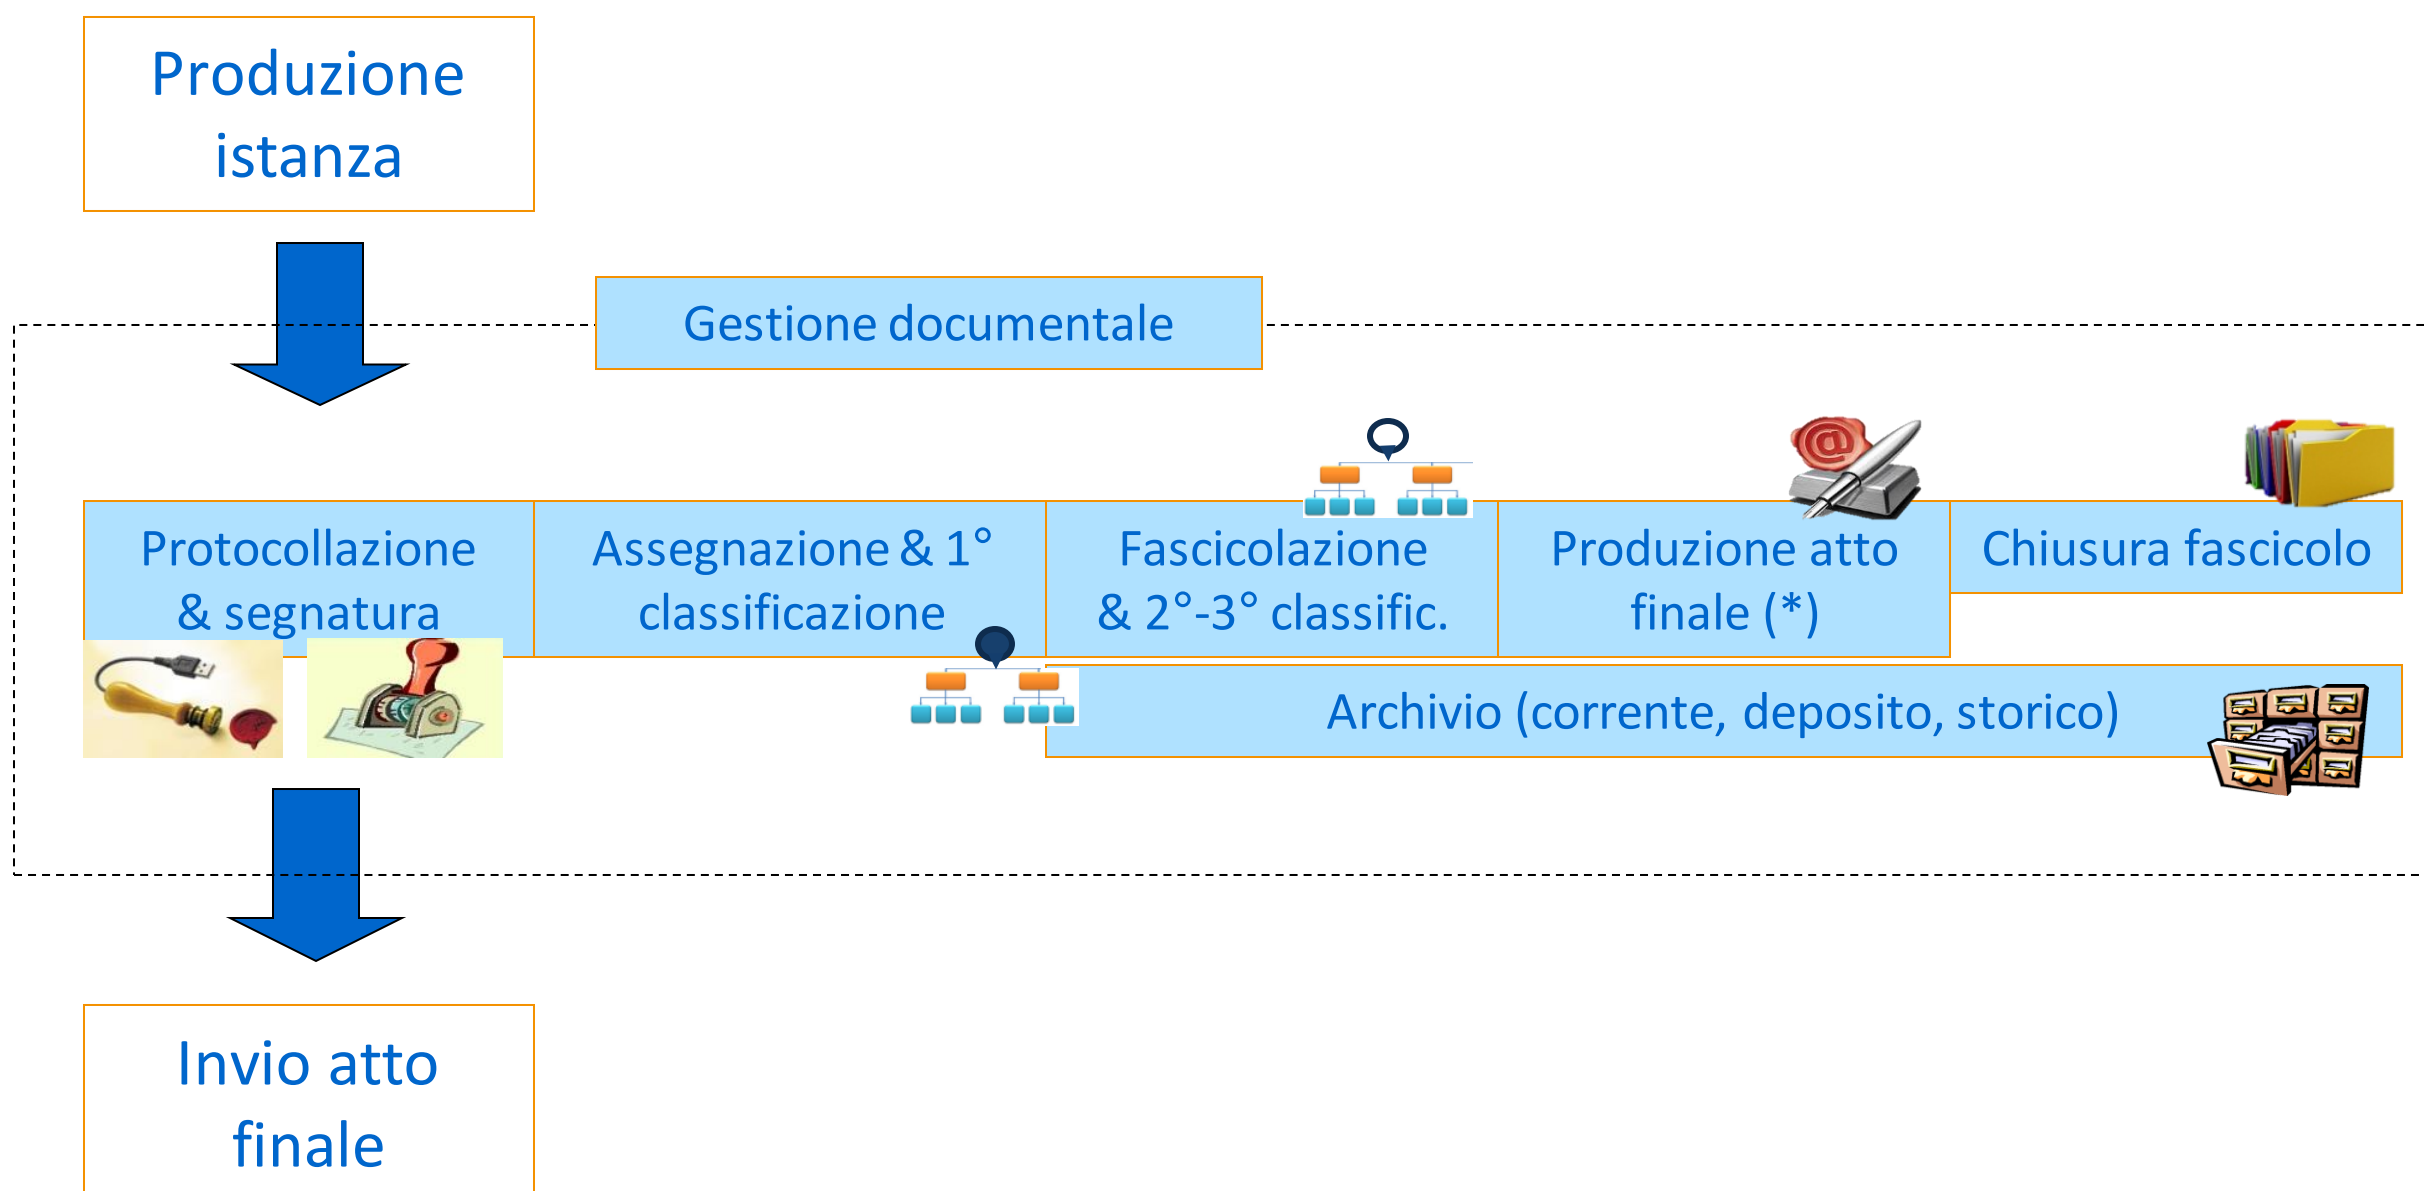 Produzione
istanza
Gestione documentale
Protocollazione
& segnatura
Assegnazione & 1°
classificazione
Fascicolazione
& 2°-3° classific.
Produzione atto
finale (*)
Chiusura fascicolo
Archivio (corrente, deposito, storico)
Invio atto
finale